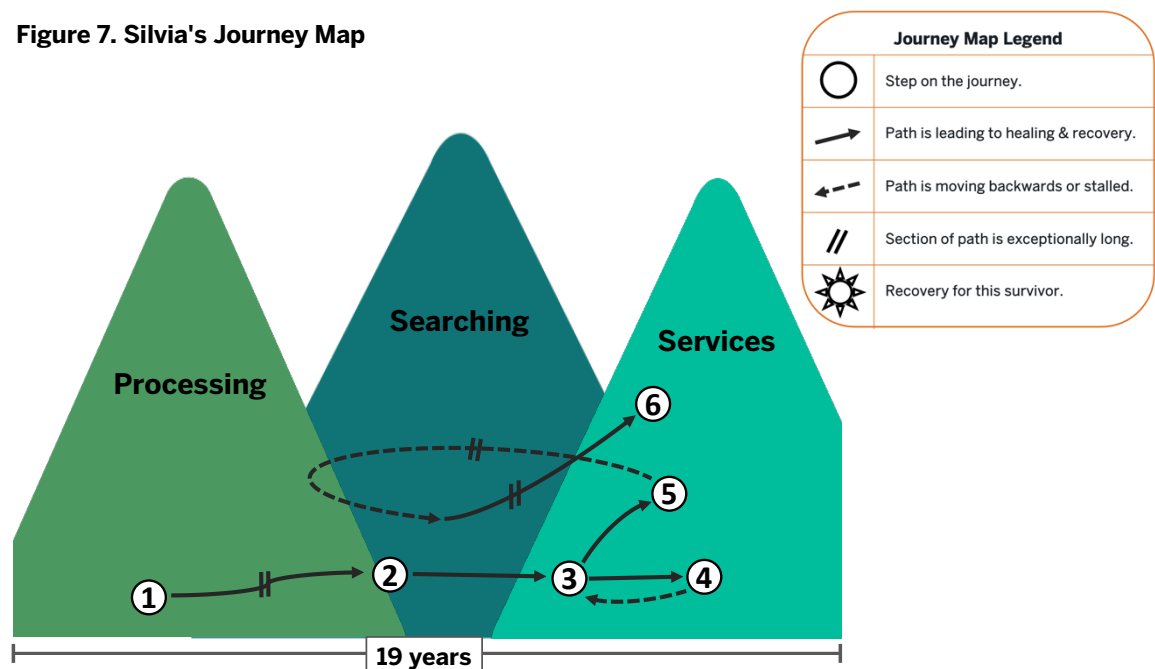 Figure 7. Silvia's Journey Map
Journey Map Legend
Step on the journey.
Path is leading to healing & recovery.
Path is moving backwards or stalled.
Section of path is exceptionally long.
Recovery for this survivor.
Processing
Searching
Services
6
5
1
2
3
4
19 years